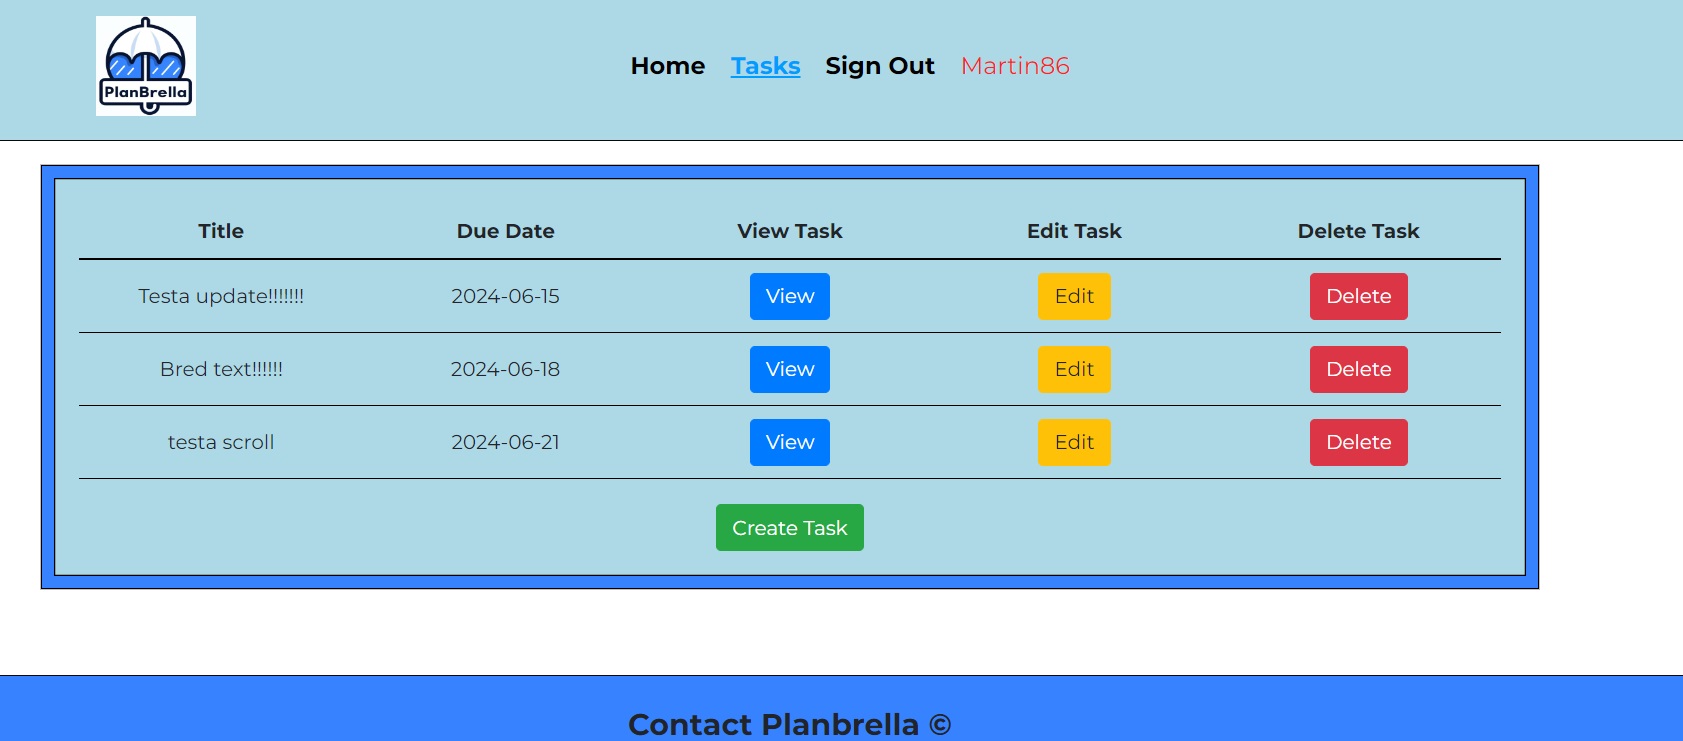 PlanBrella
Home Tasks Sign Out Martin86
Title Due Date View Task Edit Task Delete Task
Testa update!!!!!!! 2024-06-15 View Edit Delete
Bred text!!!!!! 2024-06-18 View Edit Delete
testa scroll 2024-06-21 View Edit Delete
Create Task
Contact Planbrella ©